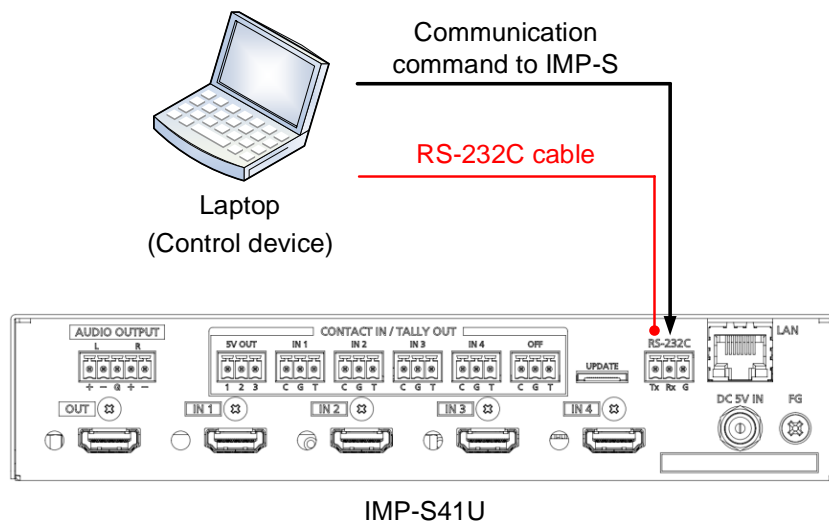 Communication
command to IMP-S
RS-232C cable
Laptop
(Control device)
AUDIO OUTPUT
L R
+ - G + -
CONTACT IN / TALLY OUT
5V OUT IN 1 IN 2 IN 3 IN 4 OFF
1 2 3 C G T C G T C G T C G T C G T
UPDATE
RS-232C
Tx Rx G
LAN
OUT IN 1 IN 2 IN 3 IN 4
DC 5V IN FG
IMP-S41U